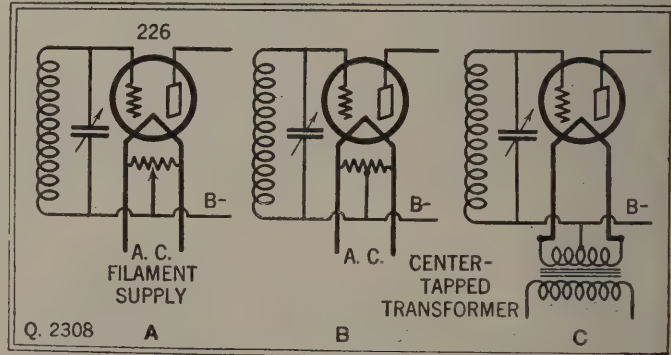 226
B-
B-
B-
A. C.
FILAMENT
SUPPLY
A. C.
CENTER-
TAPPED
TRANSFORMER
Q. 2308
A
B
C